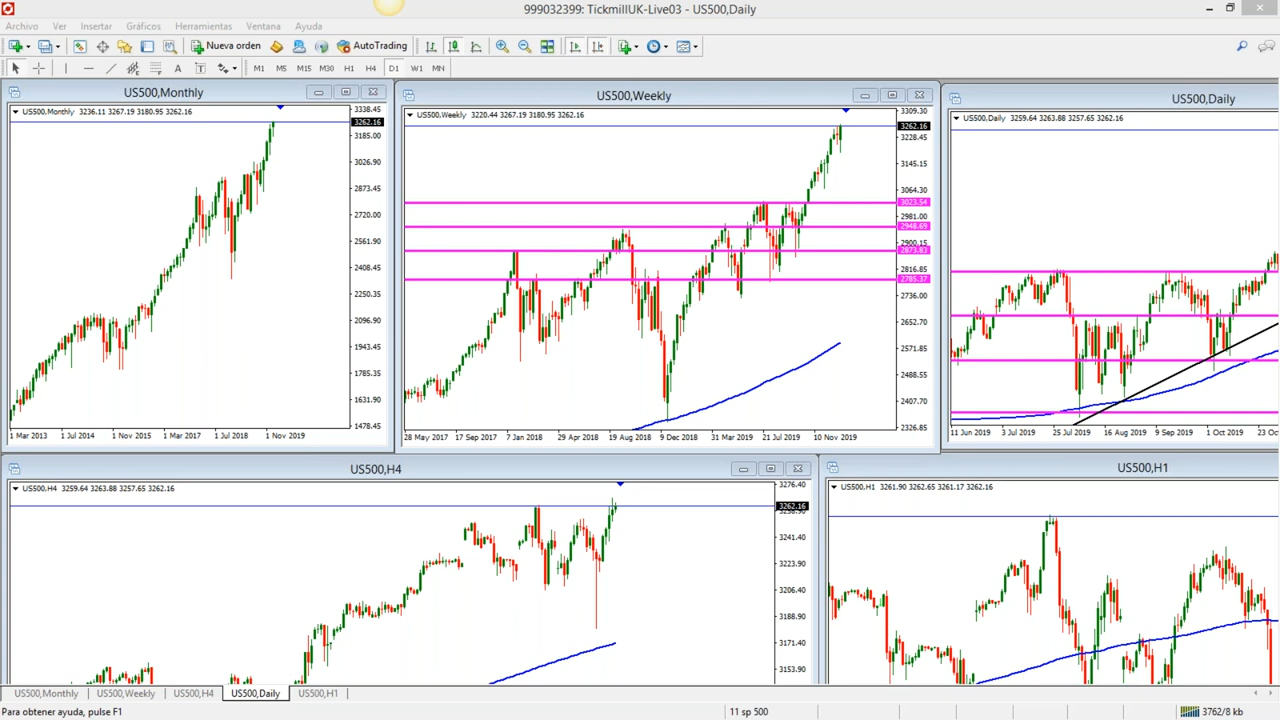 999032399: TickmillUK-Live03 - US500,Daily
Archivo Ver Insertar Gráficos Herramientas Ventana Ayuda
Nueva orden AutoTrading
A T M1 M5 M15 M30 H1 H4 D1 W1 MN
US500,Monthly
US500,Monthly 3236.11 3267.19 3180.95 3262.16
3338.45
3262.16
3185.00
3026.90
2873.45
2720.00
2561.90
2408.45
2250.35
2096.90
1943.45
1785.35
1631.90
1478.45
1 Mar 2013 1 Jul 2014 1 Nov 2015 1 Mar 2017 1 Jul 2018 1 Nov 2019
US500,Weekly
US500,Weekly 3220.44 3267.19 3180.95 3262.16
3309.30
3262.16
3228.45
3145.15
3064.30
3023.54
2981.00
2948.69
2900.15
2873.83
2816.85
2785.37
2736.00
2652.70
2571.85
2488.55
2407.70
2326.85
28 May 2017 17 Sep 2017 7 Jan 2018 29 Apr 2018 19 Aug 2018 9 Dec 2018 31 Mar 2019 21 Jul 2019 10 Nov 2019
US500,Daily
US500,Daily 3259.64 3263.88 3257.65 3262.16
11 Jun 2019 3 Jul 2019 25 Jul 2019 16 Aug 2019 9 Sep 2019 1 Oct 2019 23 Oc
US500,H4
US500,H4 3259.64 3263.88 3257.65 3262.16
3276.40
3262.16
3241.40
3223.90
3206.40
3188.90
3171.40
3153.90
US500,H1
US500,H1 3261.90 3262.65 3261.17 3262.16
US500,Monthly US500,Weekly US500,H4 US500,Daily US500,H1
Para obtener ayuda, pulse F1 11 sp 500 3762/8 kb